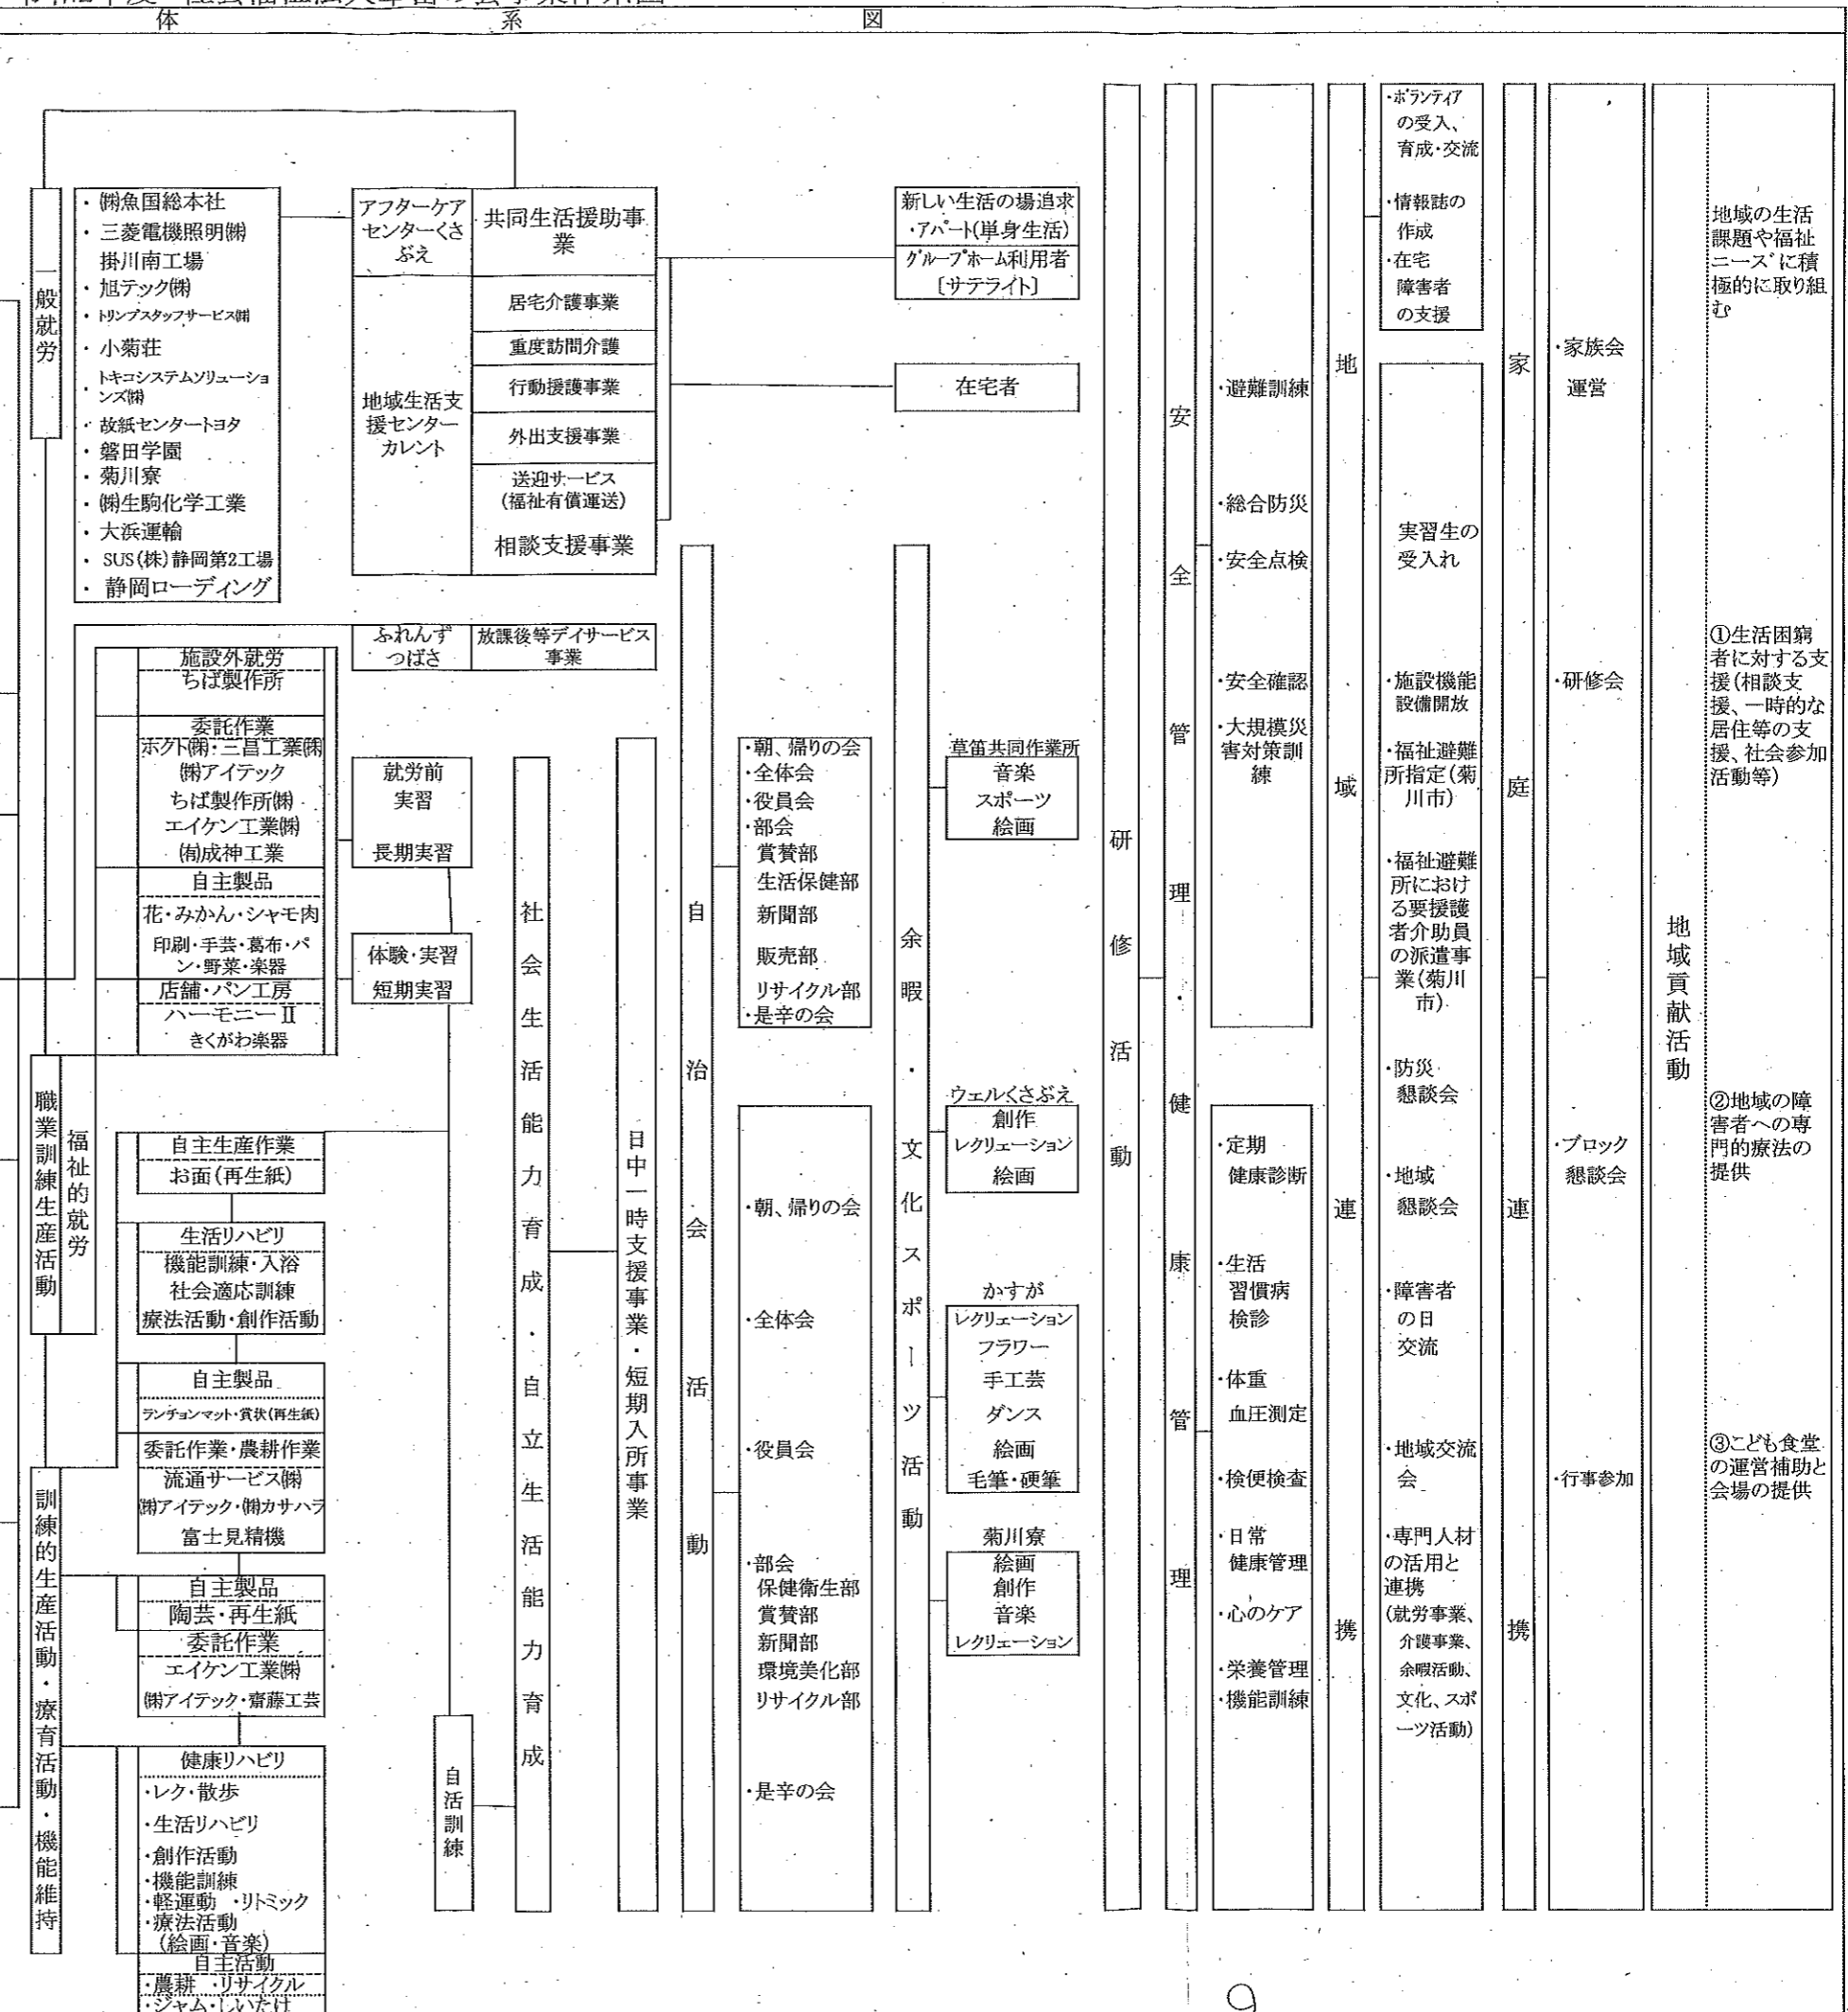 体系図
一般就労
・ ㈱魚国総本社
・ 三菱電機照明㈱
掛川南工場
・ 旭テック㈱
・ トリンプスタッフサービス㈱
・ 小菊荘
・ トキコシステムソリューショ
ンズ㈱
・ 故紙センタートヨタ
・ 磐田学園
・ 菊川寮
・ ㈱生駒化学工業
・ 大浜運輸
・ SUS(株)静岡第2工場
・ 静岡ローディング
アフターケア
センターくさ
ぶえ
共同生活援助事
業
地域生活支
援センター
カレント
居宅介護事業
重度訪問介護
行動援護事業
外出支援事業
送迎サービス
(福祉有償運送)
相談支援事業
新しい生活の場追求
・アパート(単身生活)
グループホーム利用者
〔サテライト〕
在宅者
ふれんず
つばさ
放課後等デイサービス
事業
施設外就労
ちば製作所
委託作業
ホクト㈱・三昌工業㈱
㈱アイテック
ちば製作所㈱
エイケン工業㈱
㈲成神工業
自主製品
花・みかん・シャモ肉
印刷・手芸・葛布・パ
ン・野菜・楽器
店舗・パン工房
ハーモニーⅡ
きくがわ楽器
就労前
実習
長期実習
体験・実習
短期実習
職業訓練生産活動
福祉的就労
自主生産作業
お面(再生紙)
生活リハビリ
機能訓練・入浴
社会適応訓練
療法活動・創作活動
自主製品
ランチョンマット・賞状(再生紙)
委託作業・農耕作業
流通サービス㈱
㈱アイテック・㈱カサハラ
富士見精機
訓練的生産活動・療育活動・機能維持
自主製品
陶芸・再生紙
委託作業
エイケン工業㈱
㈱アイテック・齋藤工芸
健康リハビリ
・レク・散歩
・生活リハビリ
・創作活動
・機能訓練
・軽運動 ・リトミック
・療法活動
(絵画・音楽)
自主活動
・農耕 ・リサイクル
・ジャム・しいたけ
自活訓練
社会生活能力育成・自立生活能力育成
日中一時支援事業・短期入所事業
自治会活動
・朝、帰りの会
・全体会
・役員会
・部会
賞賛部
生活保健部
新聞部
販売部
リサイクル部
・是辛の会
・朝、帰りの会
・全体会
・役員会
・部会
保健衛生部
賞賛部
新聞部
環境美化部
リサイクル部
・是辛の会
余暇・文化スポーツ活動
草笛共同作業所
音楽
スポーツ
絵画
ウェルくさぶえ
創作
レクリェーション
絵画
かすが
レクリェーション
フラワー
手工芸
ダンス
絵画
毛筆・硬筆
菊川寮
絵画
創作
音楽
レクリェーション
研修活動
安全管理・健康管理
・避難訓練
・総合防災
・安全点検
・安全確認
・大規模災
害対策訓
練
・定期
健康診断
・生活
習慣病
検診
・体重
血圧測定
・検便検査
・日常
健康管理
・心のケア
・栄養管理
・機能訓練
地域連携
・ボランティア
の受入、
育成・交流
・情報誌の
作成
・在宅
障害者
の支援
実習生の
受入れ
・施設機能
設備開放
・福祉避難
所指定(菊
川市)
・福祉避難
所におけ
る要援護
者介助員
の派遣事
業(菊川
市)
・防災
懇談会
・地域
懇談会
・障害者
の日
交流
・地域交流
会
・専門人材
の活用と
連携
(就労事業、
介護事業、
余暇活動、
文化、スポ
ーツ活動)
家庭連携
・家族会
運営
・研修会
・ブロック
懇談会
・行事参加
地域貢献活動
地域の生活
課題や福祉
ニーズに積
極的に取り組
む
①生活困窮
者に対する支
援(相談支
援、一時的な
居住等の支
援、社会参加
活動等)
②地域の障
害者への専
門的療法の
提供
③こども食堂
の運営補助と
会場の提供
9